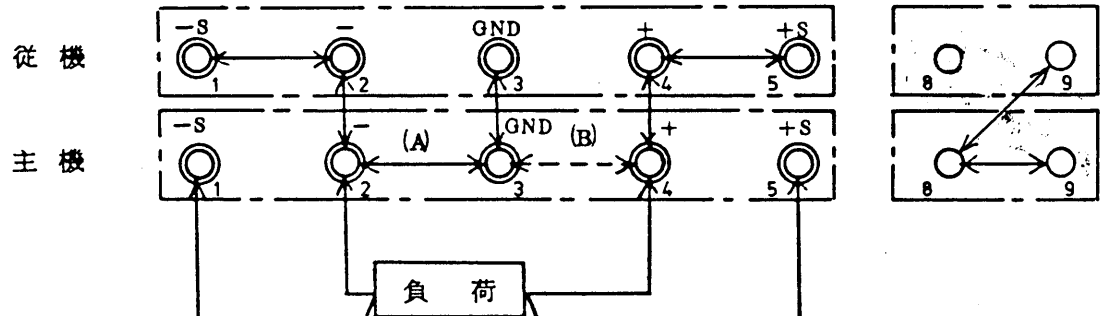 -S - GND + +S
従機 1 2 3 4 5 8 9
-S - (A) GND (B) + +S
主機 1 2 3 4 5 8 9
負荷